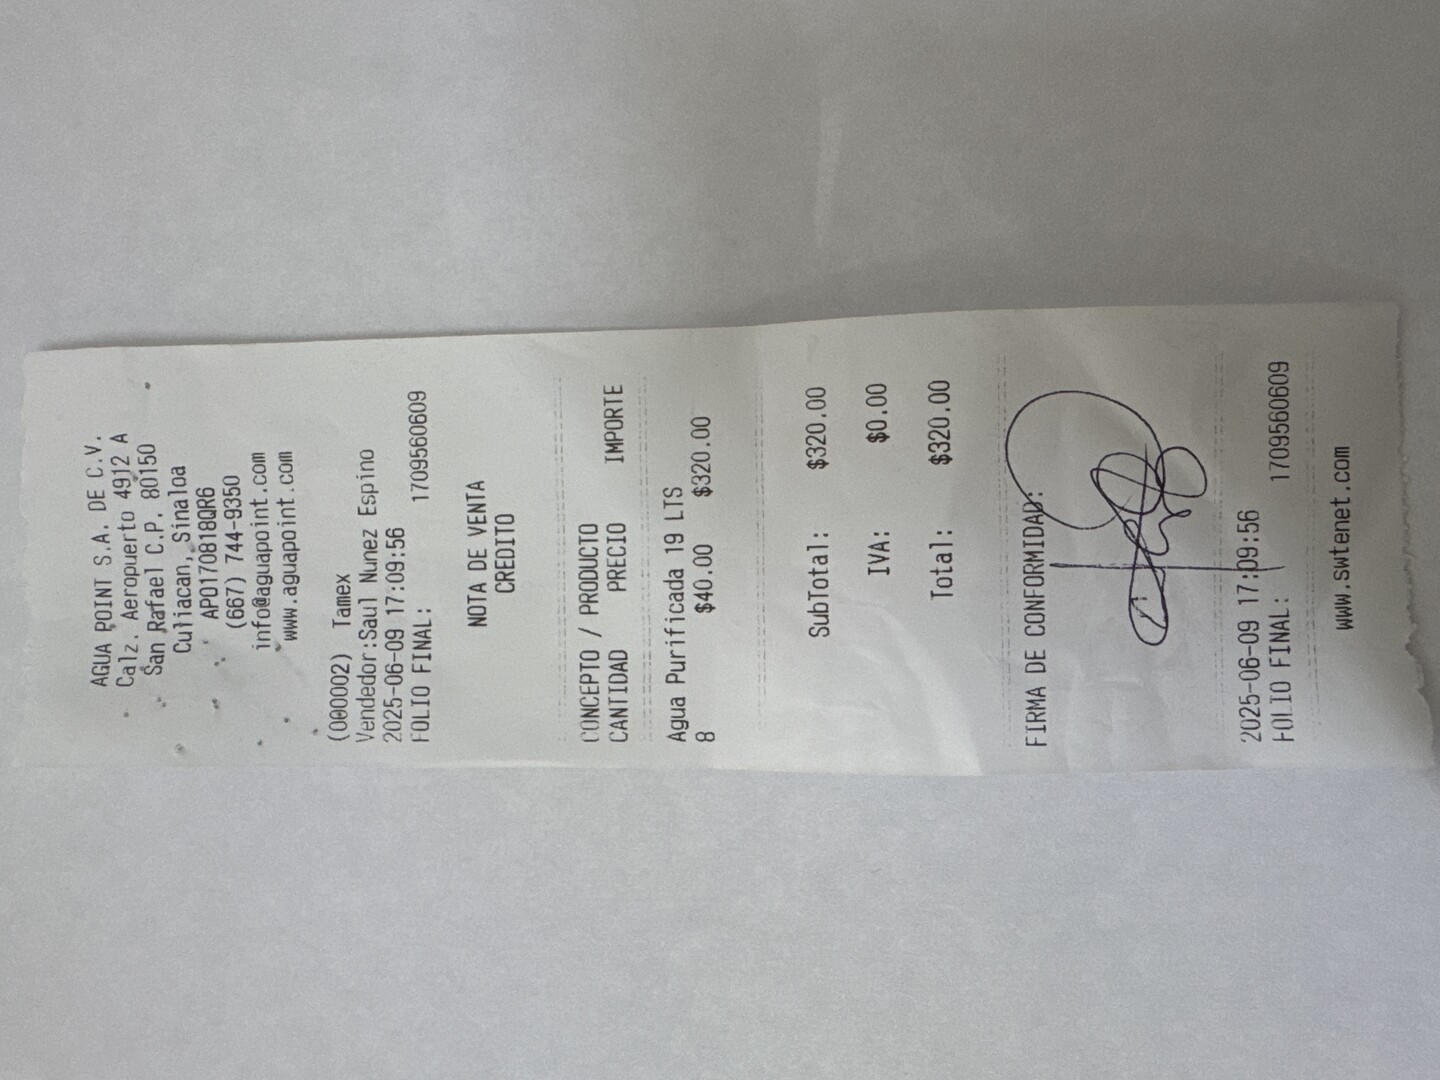 AGUA POINT S.A. DE C.V.
Calz. Aeropuerto 4912 A
San Rafael C.P. 80150
Culiacan, Sinaloa
APO170818QR6
(667) 744-9350
info@aguapoint.com
www.aguapoint.com
(000002) Tamex
Vendedor:Saul Nunez Espino
2025-06-09 17:09:56
FOLIO FINAL: 1709560609
NOTA DE VENTA
CREDITO
CONCEPTO / PRODUCTO
CANTIDAD PRECIO IMPORTE
Agua Purificada 19 LTS
8 $40.00 $320.00
SubTotal: $320.00
IVA: $0.00
Total: $320.00
FIRMA DE CONFORMIDAD:
2025-06-09 17:09:56
FOLIO FINAL: 1709560609
www.swtenet.com